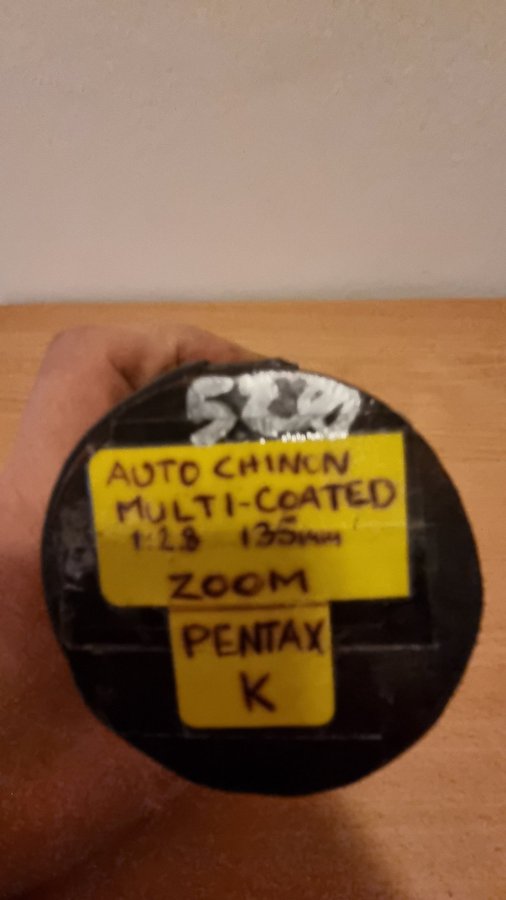 AUTO CHINON
MULTI-COATED
1:2.8 135mm
ZOOM
PENTAX
K